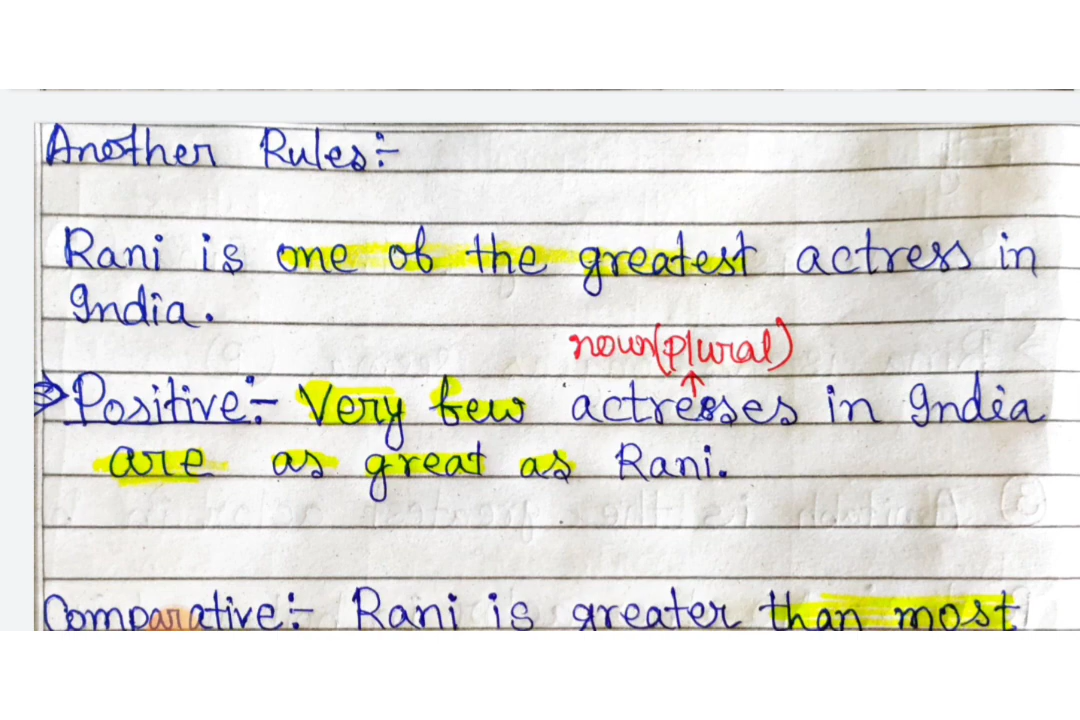 Another Rules:-
Rani is one of the greatest actress in
India.
noun(plural)
Positive:- Very few actresses in India
are as great as Rani.
Comparative:- Rani is greater than most